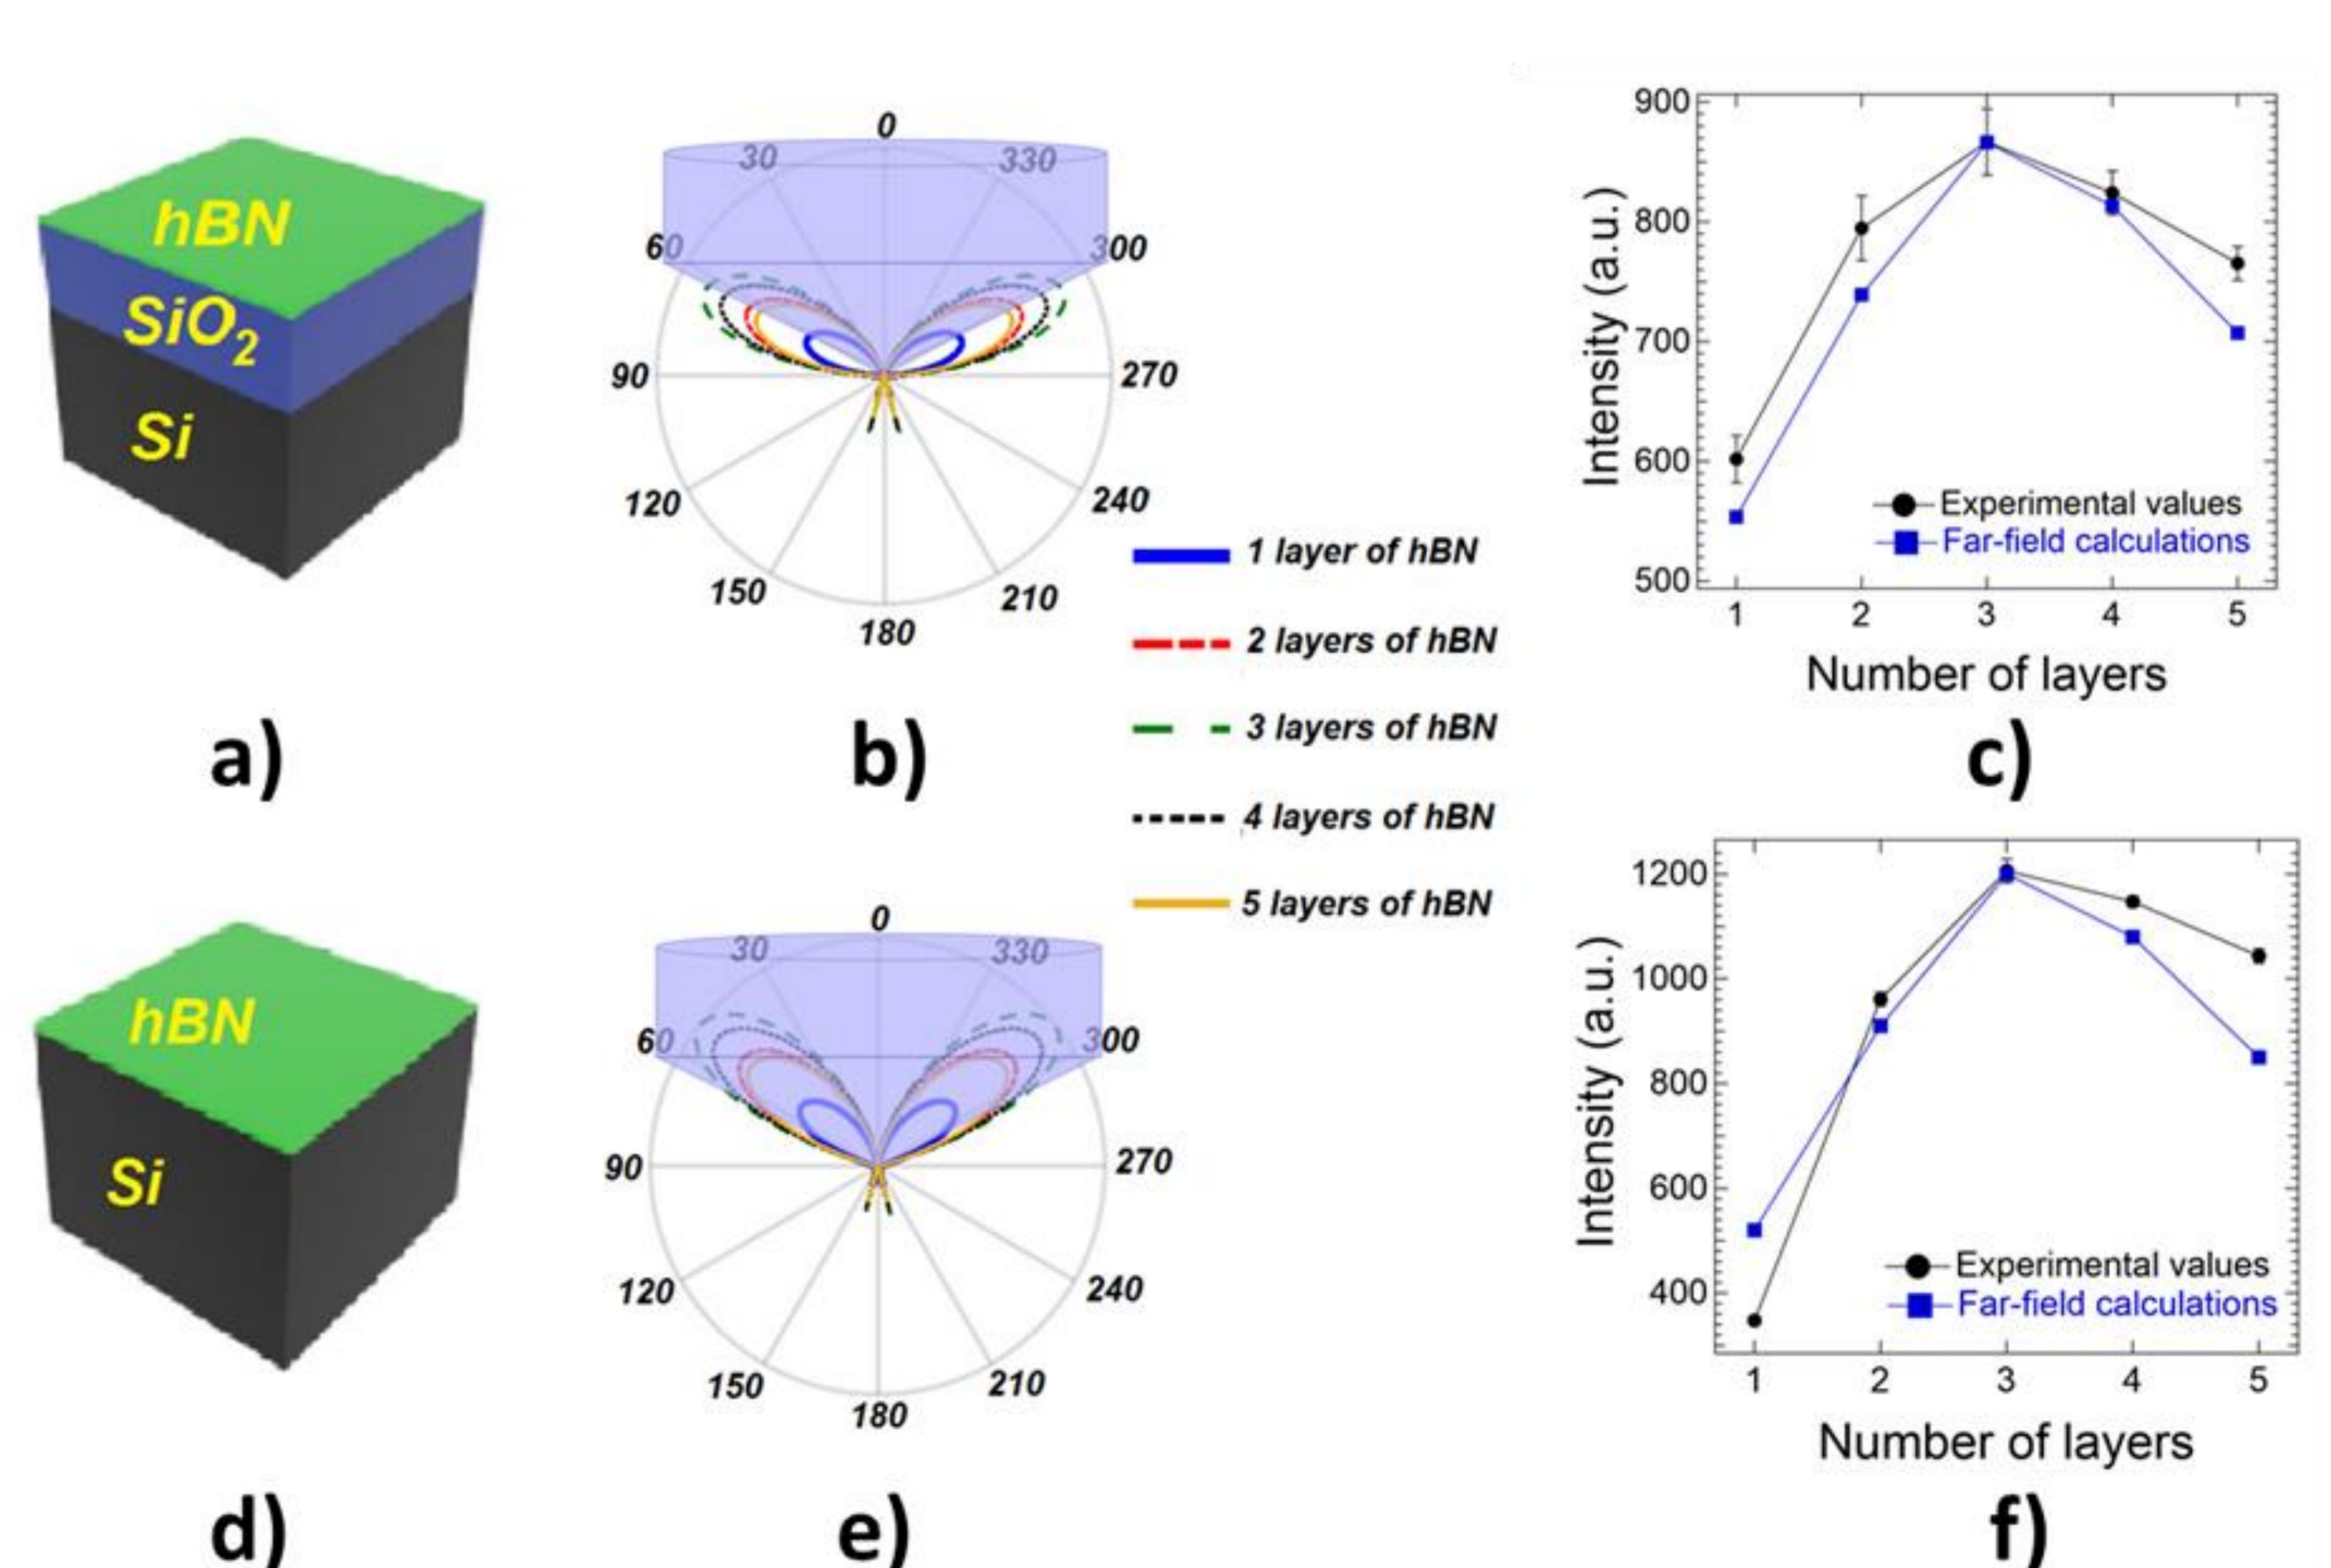 hBN
SiO2
Si
a)
0
30
330
60
300
90
270
120
240
150
210
180
b)
1 layer of hBN
2 layers of hBN
3 layers of hBN
4 layers of hBN
5 layers of hBN
900
800
700
600
500
Intensity (a.u.)
Experimental values
Far-field calculations
1 2 3 4 5
Number of layers
c)
hBN
Si
d)
0
30
330
60
300
90
270
120
240
150
210
180
e)
1200
1000
800
600
400
Intensity (a.u.)
Experimental values
Far-field calculations
1 2 3 4 5
Number of layers
f)